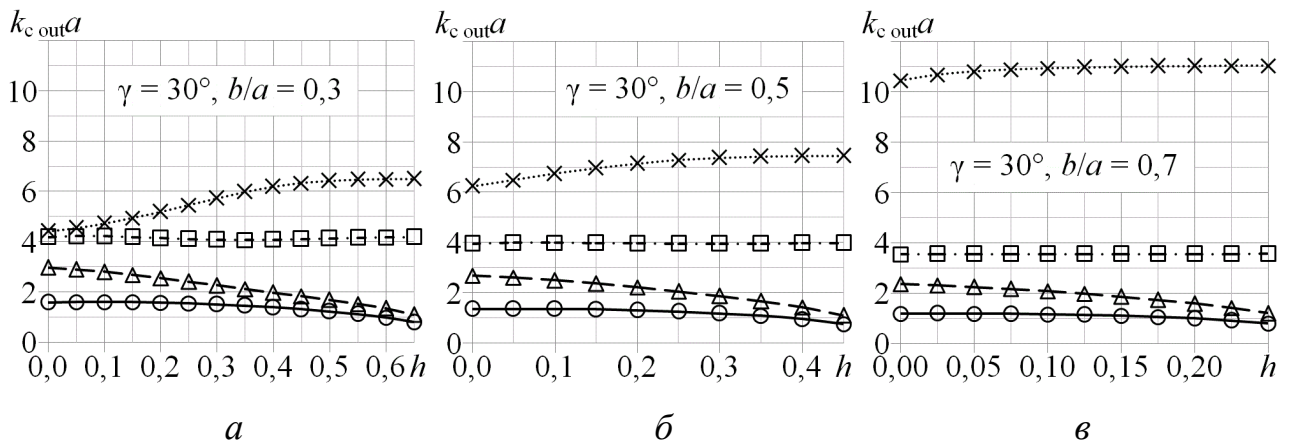 k_c out a
10
8
6
4
2
0
γ = 30°, b/a = 0,3
0,0 0,1 0,2 0,3 0,4 0,5 0,6 h
а
k_c out a
10
8
6
4
2
0
γ = 30°, b/a = 0,5
0,0 0,1 0,2 0,3 0,4 h
б
k_c out a
10
8
6
4
2
0
γ = 30°, b/a = 0,7
0,00 0,05 0,10 0,15 0,20 h
в